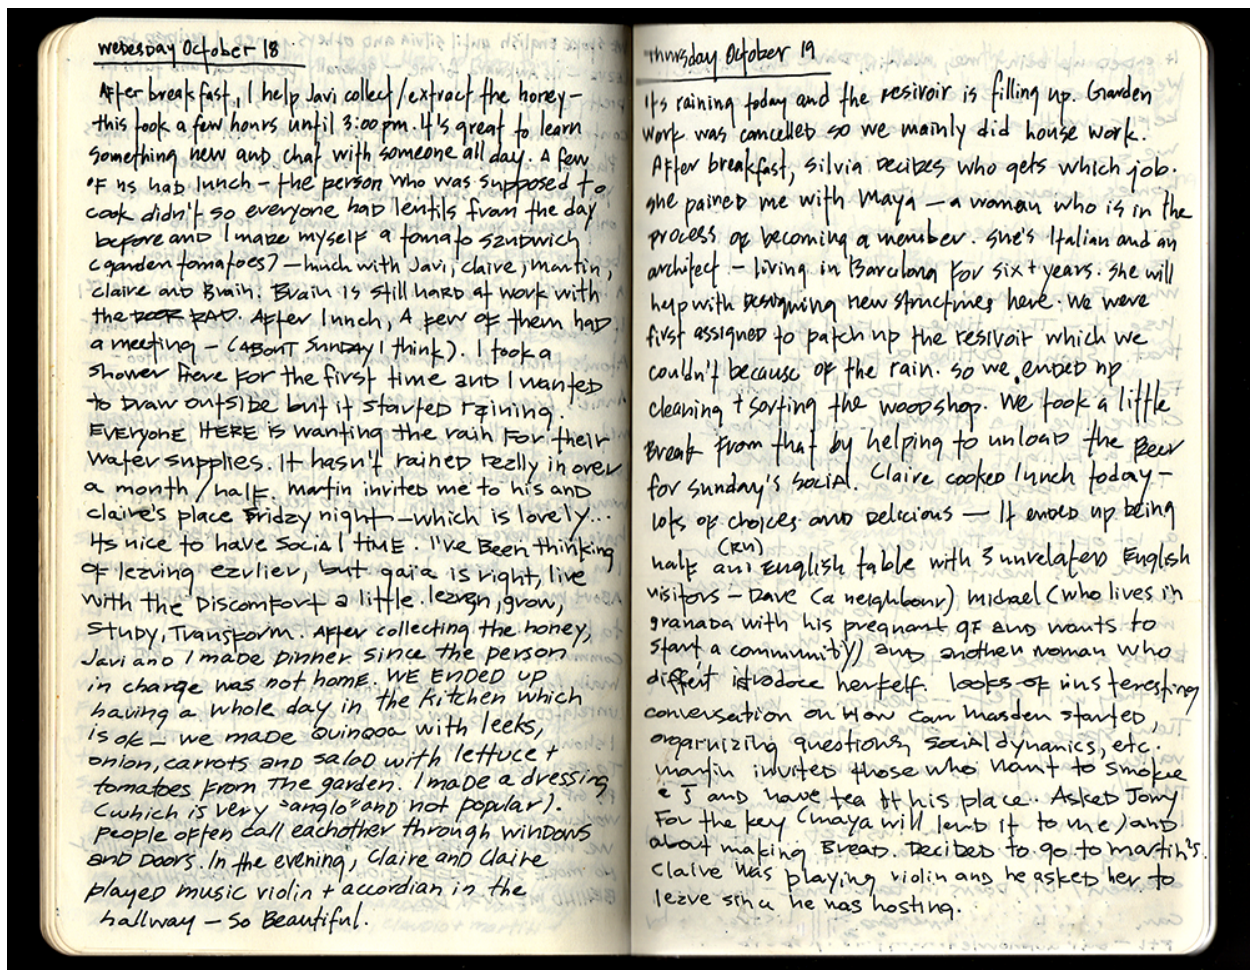 Wedesday October 18
After breakfast, I help Javi collect/extract the honey –
this took a few hours until 3:00 pm. It's great to learn
something new and chat with someone all day. A few
of us had lunch – the person who was supposed to
cook didn't so everyone had lentils from the day
before and I made myself a tomato sandwich
(garden tomatoes?) – lunch with Javi, claire, martin,
claire and Brain. Brain is still hard at work with
the. After lunch, A few of them had
a meeting – (ABOUT SUNDAY I think). I took a
shower Here For the first time and I wanted
to Draw outside but it started raining.
EVEryonE HERE is wanting the rain For their
water supplies. It hasn't rained really in over
a month/half. martin invited me to his and
claire's place Friday night – which is lovely...
Its nice to have Social time. I've Been thinking
of leaving earlier, but gaia is right, live
with the Discomfort a little. learn, grow,
study, Transform. After collecting the honey,
Javi and I made Dinner since the person
in charge was not home. WE ENDED UP
having a whole day in the kitchen which
is ok – we made Quinqoa with leeks,
onion, carrots and salad with lettuce +
tomatoes from The garden. I made a dressing
(which is very "anglo" and not popular).
people often call eachother through windows
and Doors. In the evening, Claire and Claire
played music violin + accordian in the
hallway – So Beautiful.
Thursday October 19
Its raining today and the resivoir is filling up. Garden
work was cancelled so we mainly did house work.
After breakfast, Silvia decides who gets which job.
She paired me with Maya – a woman who is in the
process of becoming a member. She's Italian and an
architect – living in Barcelona for six + years. She will
help with Designing new structures here. We were
first assigned to patch up the resivoir which we
couldn't because of the rain. So we ended up
cleaning + sorting the woodshop. We took a little
Break From that by helping to unload the Beer
for Sunday's Social. Claire cooked lunch today –
lots of choices and Delicious – It ended up being
half an English table with 3 unrelated English
visitors – Dave (a neighbour) Michael (who lives in
granada with his pregnant gf and wants to
start a community) and another woman who
herself. of
conversation on How Can Masden started,
organizing questions, Social dynamics, etc.
martin invited those who want to smoke
a J and have tea at his place. Asked Jony
For the key (maya will lend it to me) and
about making Bread. Decided to go to martin's.
Claire was playing violin and he asked her to
leave since he was hosting.